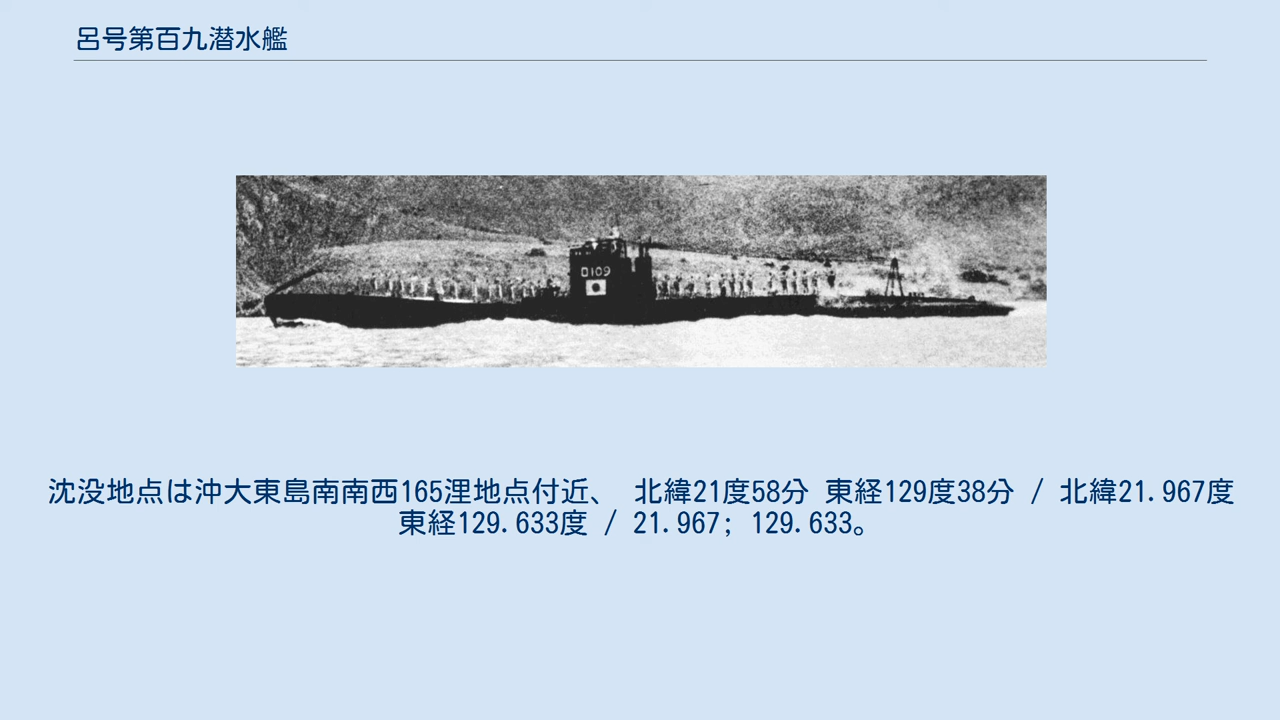 呂号第百九潜水艦
ロ109
沈没地点は沖大東島南南西165浬地点付近、 北緯21度58分 東経129度38分 / 北緯21.967度
東経129.633度 / 21.967; 129.633。